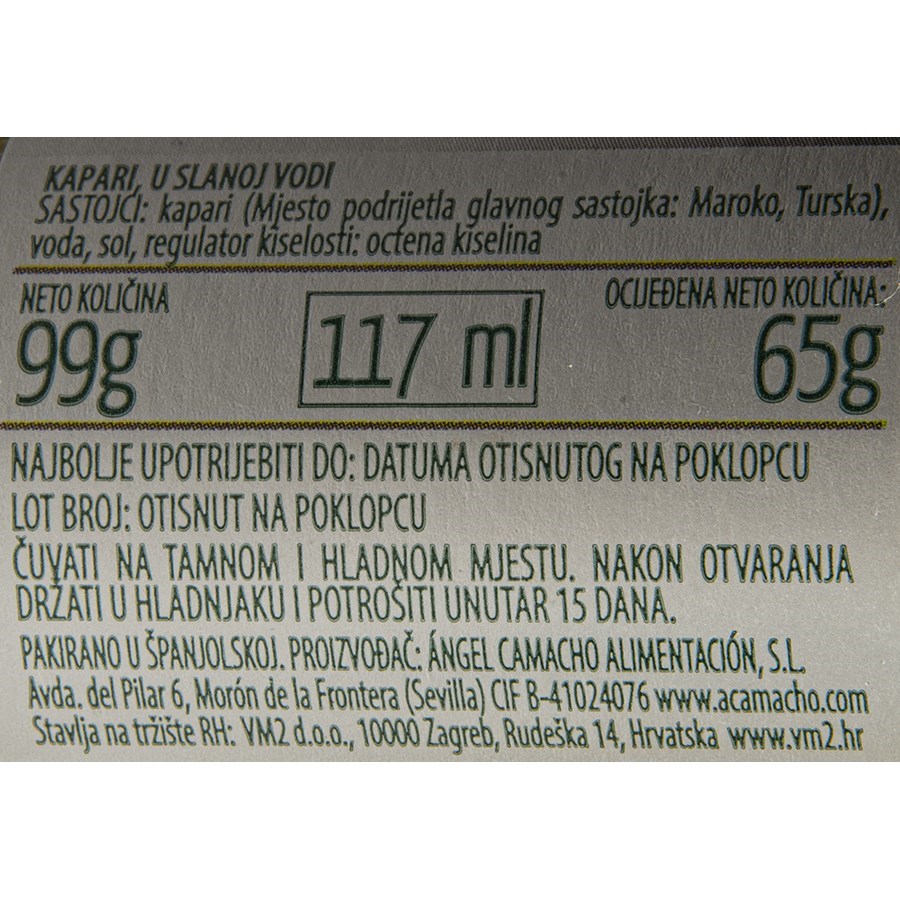 KAPARI, U SLANOJ VODI
SASTOJCI: kapari (Mjesto podrijetla glavnog sastojka: Maroko, Turska),
voda, sol, regulator kiselosti: octena kiselina
NETO KOLIČINA
99g
117 ml
OCIJEĐENA NETO KOLIČINA:
65g
NAJBOLJE UPOTRIJEBITI DO: DATUMA OTISNUTOG NA POKLOPCU
LOT BROJ: OTISNUT NA POKLOPCU
ČUVATI NA TAMNOM I HLADNOM MJESTU. NAKON OTVARANJA
DRŽATI U HLADNJAKU I POTROŠITI UNUTAR 15 DANA.
PAKIRANO U ŠPANJOLSKOJ. PROIZVOĐAČ: ÁNGEL CAMACHO ALIMENTACIÓN, S.L.
Avda. del Pilar 6, Morón de la Frontera (Sevilla) CIF B-41024076 www.acamacho.com
Stavlja na tržište RH: VM2 d.o.o., 10000 Zagreb, Rudeška 14, Hrvatska www.vm2.hr